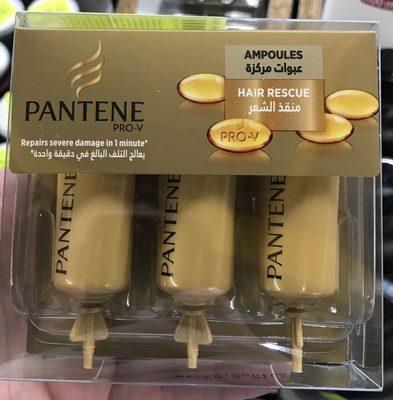 PANTENE
PRO-V
Repairs severe damage in 1 minute*
يعالج التلف البالغ في دقيقة واحدة*
AMPOULES
عبوات مركزة
HAIR RESCUE
منقذ الشعر
PRO-V
PANTENE
PANTENE
PANTENE